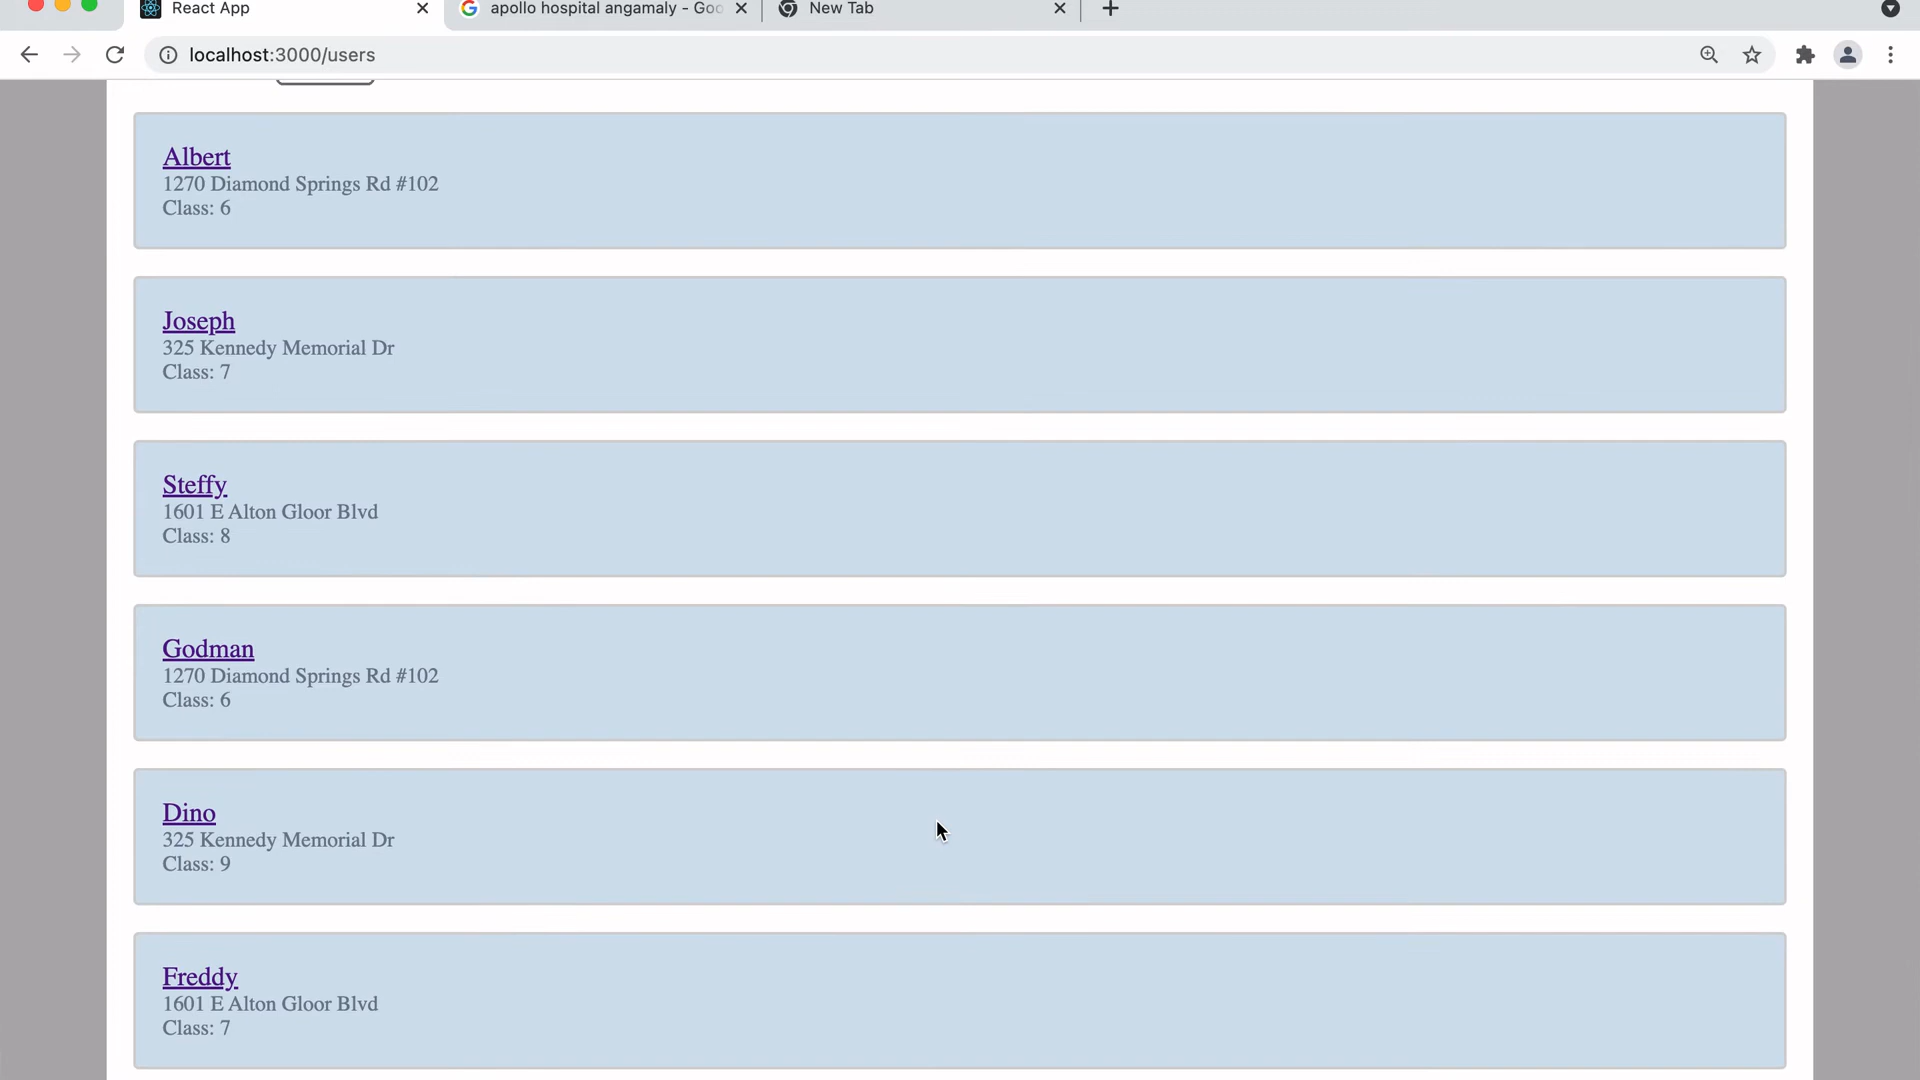 React App
apollo hospital angamaly - Goo
New Tab
localhost:3000/users
Albert
1270 Diamond Springs Rd #102
Class: 6
Joseph
325 Kennedy Memorial Dr
Class: 7
Steffy
1601 E Alton Gloor Blvd
Class: 8
Godman
1270 Diamond Springs Rd #102
Class: 6
Dino
325 Kennedy Memorial Dr
Class: 9
Freddy
1601 E Alton Gloor Blvd
Class: 7